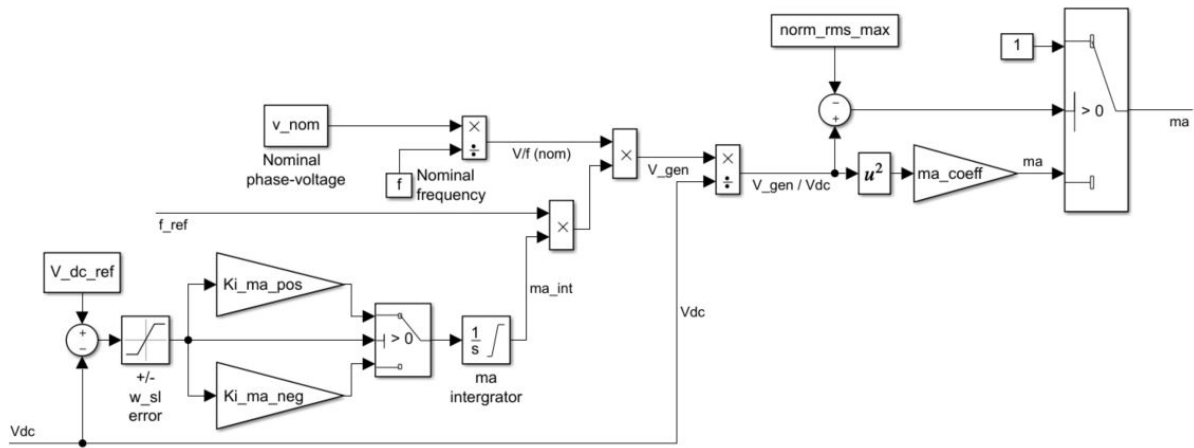 norm_rms_max
1
v_nom
×
÷
−
+
> 0
ma
V/f (nom)
×
×
÷
Nominal
phase-voltage
f
Nominal
frequency
V_gen
V_gen / Vdc
u²
ma_coeff
ma
f_ref
×
V_dc_ref
Ki_ma_pos
ma_int
Vdc
+
−
> 0
1
s
+/-
w_sl
error
Ki_ma_neg
ma
intergrator
Vdc